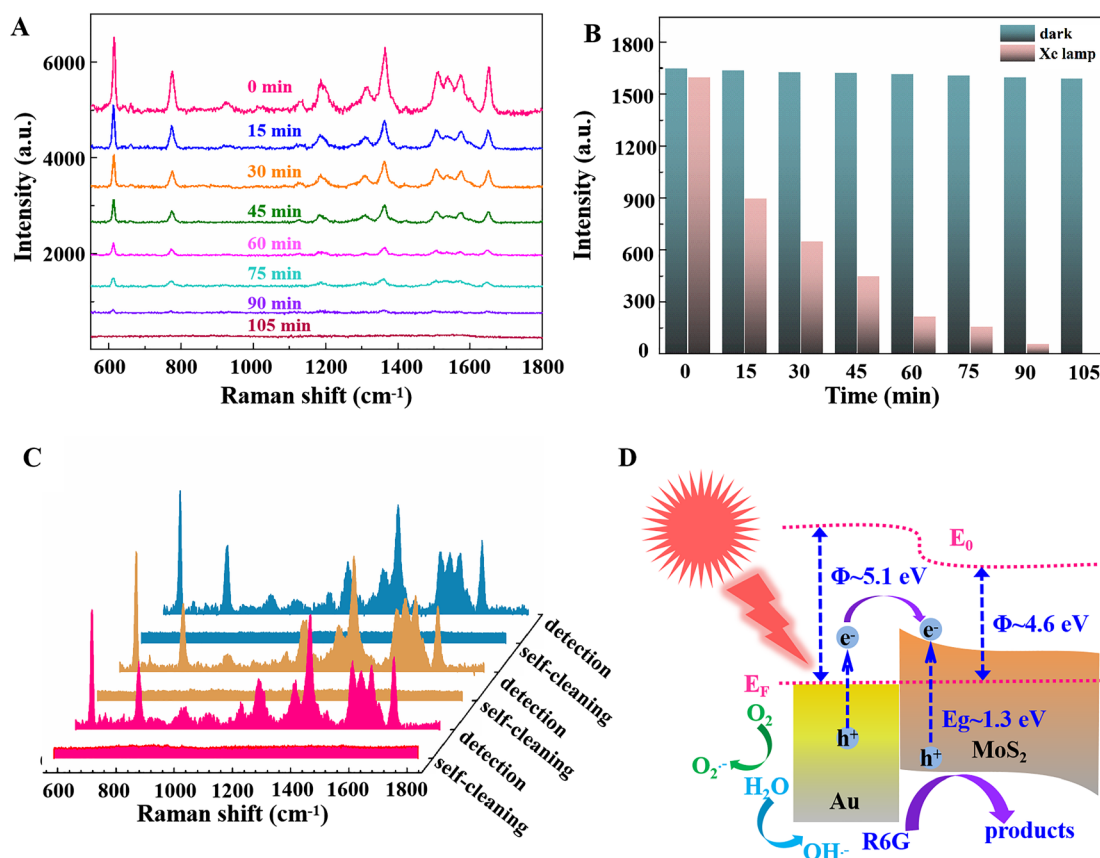 A
6000
4000
2000
Intensity (a.u.)
0 min
15 min
30 min
45 min
60 min
75 min
90 min
105 min
600 800 1000 1200 1400 1600 1800
Raman shift (cm⁻¹)
B
dark
Xc lamp
1800
1500
1200
900
600
300
0
Intensity (a.u.)
0 15 30 45 60 75 90 105
Time (min)
C
detection
self-cleaning
detection
self-cleaning
detection
self-cleaning
600 800 1000 1200 1400 1600 1800
Raman shift (cm⁻¹)
D
E₀
Φ~5.1 eV
e⁻
e⁻
Φ~4.6 eV
E_F
O₂
Eg~1.3 eV
h⁺
MoS₂
h⁺
O₂·⁻
H₂O
Au
R6G
products
OH·⁻